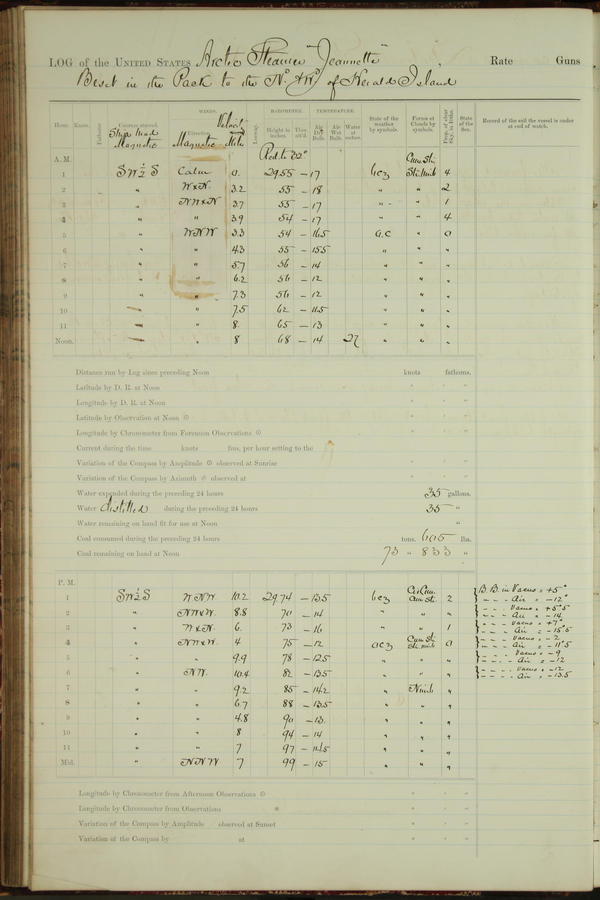 LOG of the UNITED STATES Arctic Steamer "Jeannette", Rate Guns
Beset in the Pack to the Nd. & Wd. of Herald Island
WINDS. BAROMETER. TEMPERATURE.
Hour. Knots. Fathoms. Courses steered. Direction. Velocity Leeway. Height in inches. Ther. att'd. Air Dry Bulb. Air Wet Bulb. Water at surface. State of the weather by symbols. Forms of Clouds by symbols. Prop. of clear Sky, in 10ths. State of the Sea. Record of the sail the vessel is under at end of watch.
Ships head Magnetic Magnetic Miles
A. M. Red. to 32°
1 SW ½ S Calm 0. 29 55 - 17 bcz Cum. Sti. Sti. Nimb 4
2 " W x N. 3.2 55 - 18 " " 2
3 " NW x N 3.7 55 - 17 " " 1
4 " " 3.9 54 - 17 " " 4
5 " WNW 3.3 54 - 16.5 O.C " 0
6 " " 4.3 55 - 15.5 " " "
7 " " 5.7 56 - 14 " " "
8 " " 6.2 56 - 12 " " "
9 " " 7.3 56 - 12 " " "
10 " 7.5 62 - 11.5 " " "
11 " 8. 65 - 13 " " "
Noon. " 8 68 - 14 27 " " "
Distance run by Log since preceding Noon knots fathoms.
Latitude by D. R. at Noon ° ' "
Longitude by D. R. at Noon ° ' "
Latitude by Observation at Noon ☉ ° ' "
Longitude by Chronometer from Forenoon Observations ☉ ° ' "
Current during the time knots fms. per hour setting to the
Variation of the Compass by Amplitude ☉ observed at Sunrise ° ' "
Variation of the Compass by Azimuth ☉ observed at ° ' "
Water expended during the preceding 24 hours 35 gallons.
Water distilled during the preceding 24 hours 35 "
Water remaining on hand fit for use at Noon "
Coal consumed during the preceding 24 hours tons. 605 lbs.
Coal remaining on hand at Noon 73 " 833 "
P. M.
1 SW ½ S WNW 10.2 29 74 - 13.5 bcz Cir. Cum. Cum. Sti. 2
2 " NW x W. 8.8 70 - 14 " " "
3 " W x N. 6. 73 - 16 " " 1
4 " NW x W. 4 75 - 12 ocz Cum. Sti. Sti. nimb 0
5 " " 9.9 78 - 12.5 " " "
6 " NW. 10.4 82 - 13.5 " " "
7 " " 9.2 85 - 14.2 " Nimb "
8 " " 6.7 88 - 13.5 " " "
9 " " 4.8 90 - 13. " " "
10 " " 8 94 - 14 " " "
11 " " 7 97 - 14.5 " " "
Mid. " NNW 7 99 - 15 " " "
B. B. in Vacuo = +5°
" " " Air = -12°
" " " Vacuo = +5°.5
" " " Air = -14
" " " Vacuo = +7°
" " " Air = -15°.5
" " " Vacuo = -2
" " " Air = -11°.5
" " " Vacuo = -9
" " " Air = -12
" " " Vacuo = -12
" " " Air = -13.5
Longitude by Chronometer from Afternoon Observations ☉ ° ' "
Longitude by Chronometer from Observations ° ' "
Variation of the Compass by Amplitude observed at Sunset ° ' "
Variation of the Compass by at ° ' "